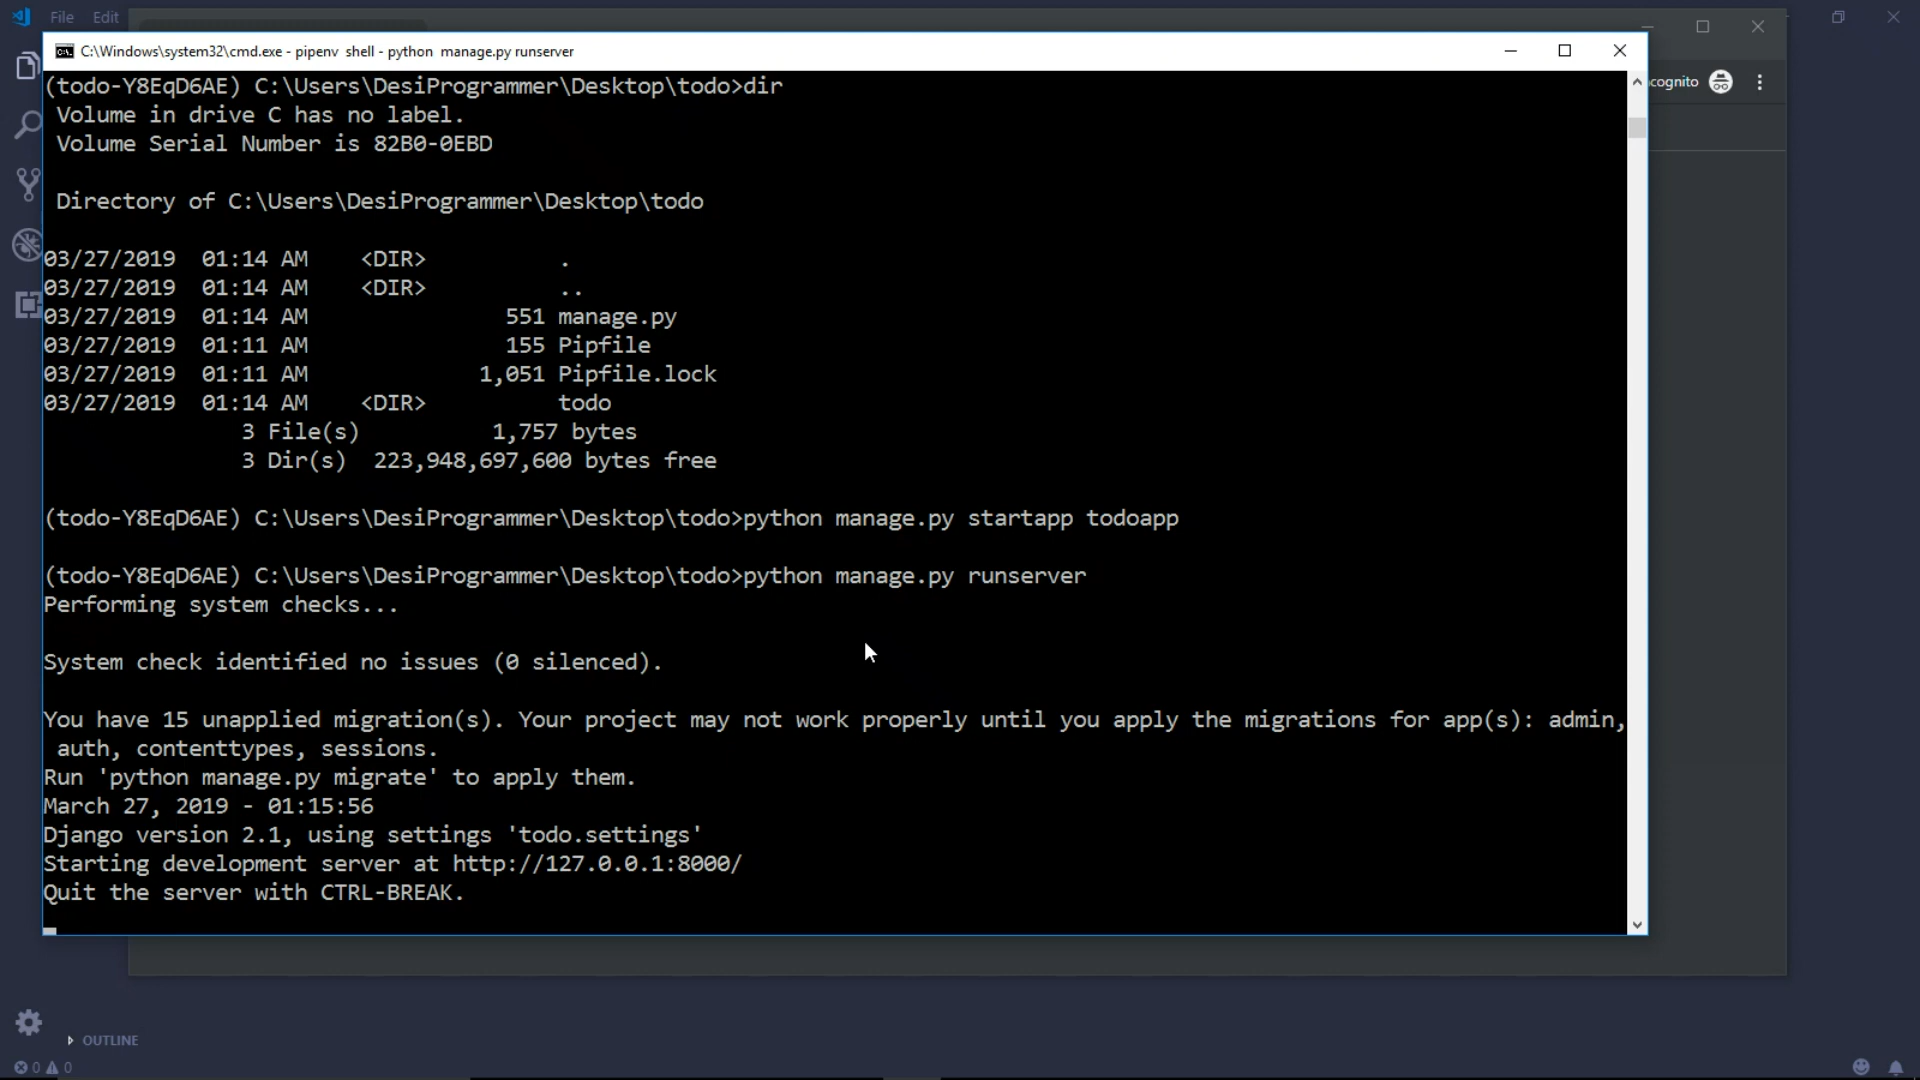 File Edit
C:\Windows\system32\cmd.exe - pipenv shell - python manage.py runserver
cognito
(todo-Y8EqD6AE) C:\Users\DesiProgrammer\Desktop\todo>dir
Volume in drive C has no label.
Volume Serial Number is 82B0-0EBD
Directory of C:\Users\DesiProgrammer\Desktop\todo
03/27/2019 01:14 AM <DIR> .
03/27/2019 01:14 AM <DIR> ..
03/27/2019 01:14 AM 551 manage.py
03/27/2019 01:11 AM 155 Pipfile
03/27/2019 01:11 AM 1,051 Pipfile.lock
03/27/2019 01:14 AM <DIR> todo
3 File(s) 1,757 bytes
3 Dir(s) 223,948,697,600 bytes free
(todo-Y8EqD6AE) C:\Users\DesiProgrammer\Desktop\todo>python manage.py startapp todoapp
(todo-Y8EqD6AE) C:\Users\DesiProgrammer\Desktop\todo>python manage.py runserver
Performing system checks...
System check identified no issues (0 silenced).
You have 15 unapplied migration(s). Your project may not work properly until you apply the migrations for app(s): admin,
auth, contenttypes, sessions.
Run 'python manage.py migrate' to apply them.
March 27, 2019 - 01:15:56
Django version 2.1, using settings 'todo.settings'
Starting development server at http://127.0.0.1:8000/
Quit the server with CTRL-BREAK.
OUTLINE
0 0